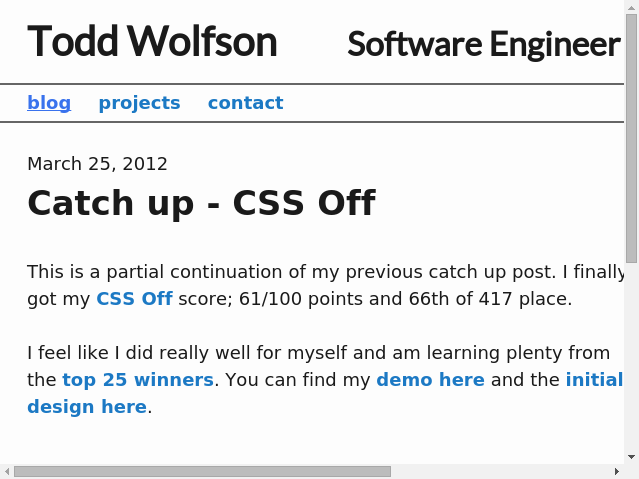 Todd Wolfson Software Engineer
blog projects contact
March 25, 2012
Catch up - CSS Off
This is a partial continuation of my previous catch up post. I finally
got my CSS Off score; 61/100 points and 66th of 417 place.
I feel like I did really well for myself and am learning plenty from
the top 25 winners. You can find my demo here and the initial
design here.